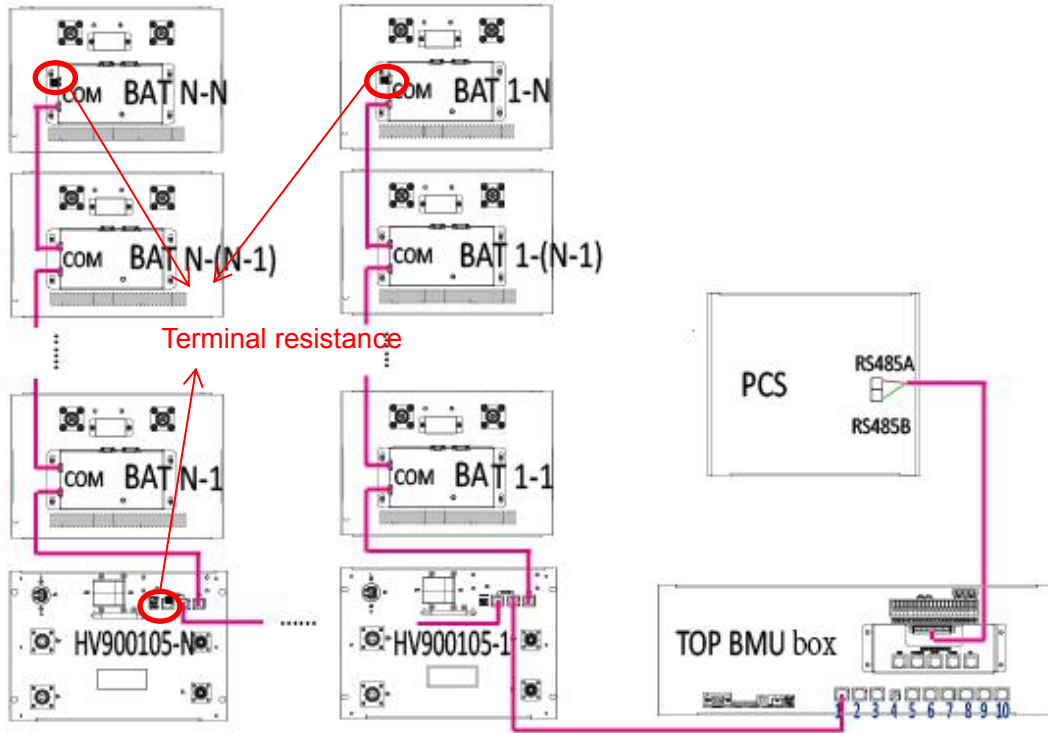 COM BAT N-N
COM BAT 1-N
COM BAT N-(N-1)
COM BAT 1-(N-1)
Terminal resistance
PCS
RS485A
RS485B
COM BAT N-1
COM BAT 1-1
HV900105-N
HV900105-1
TOP BMU box
1 2 3 4 5 6 7 8 9 10